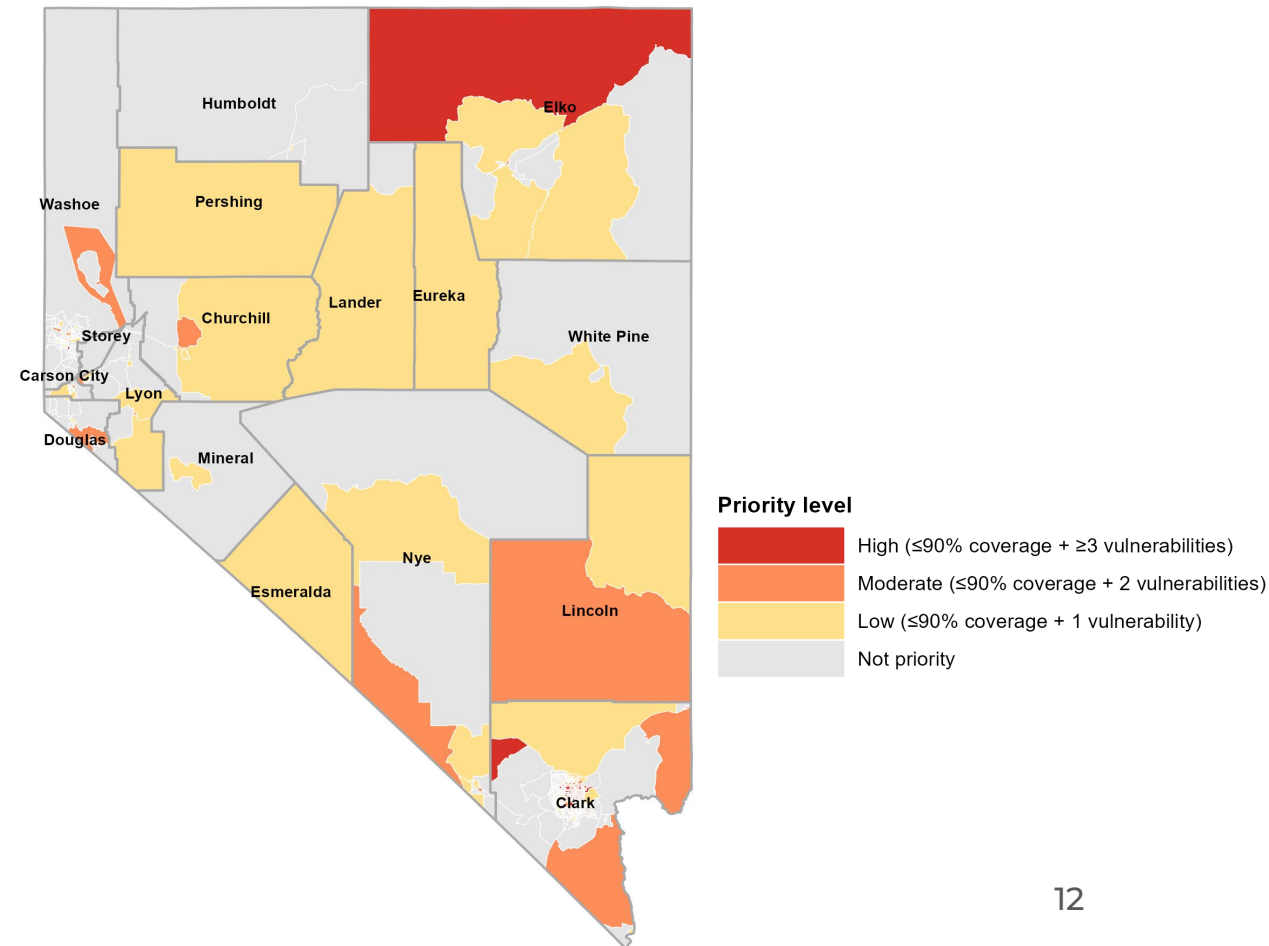 Humboldt
Elko
Washoe
Pershing
Churchill
Lander
Eureka
Storey
White Pine
Carson City
Lyon
Douglas
Mineral
Nye
Esmeralda
Lincoln
Clark
Priority level
High (≤90% coverage + ≥3 vulnerabilities)
Moderate (≤90% coverage + 2 vulnerabilities)
Low (≤90% coverage + 1 vulnerability)
Not priority
12